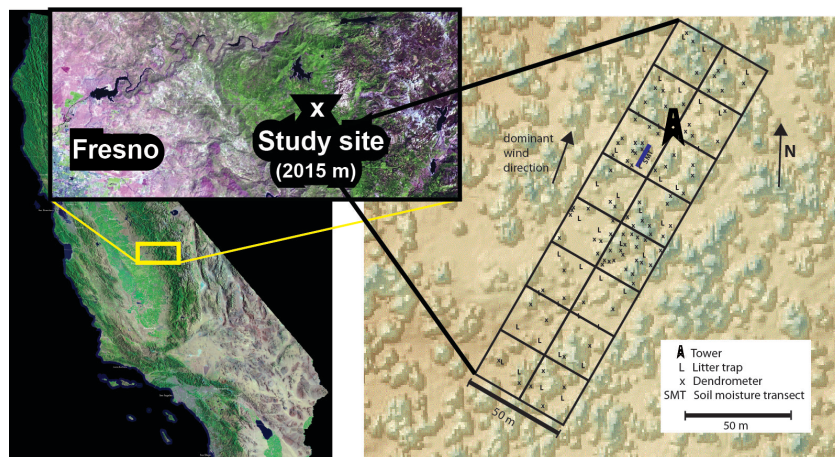 x
Study site
(2015 m)
Fresno
dominant
wind
direction
N
SMT
50 m
Tower
L Litter trap
x Dendrometer
SMT Soil moisture transect
50 m